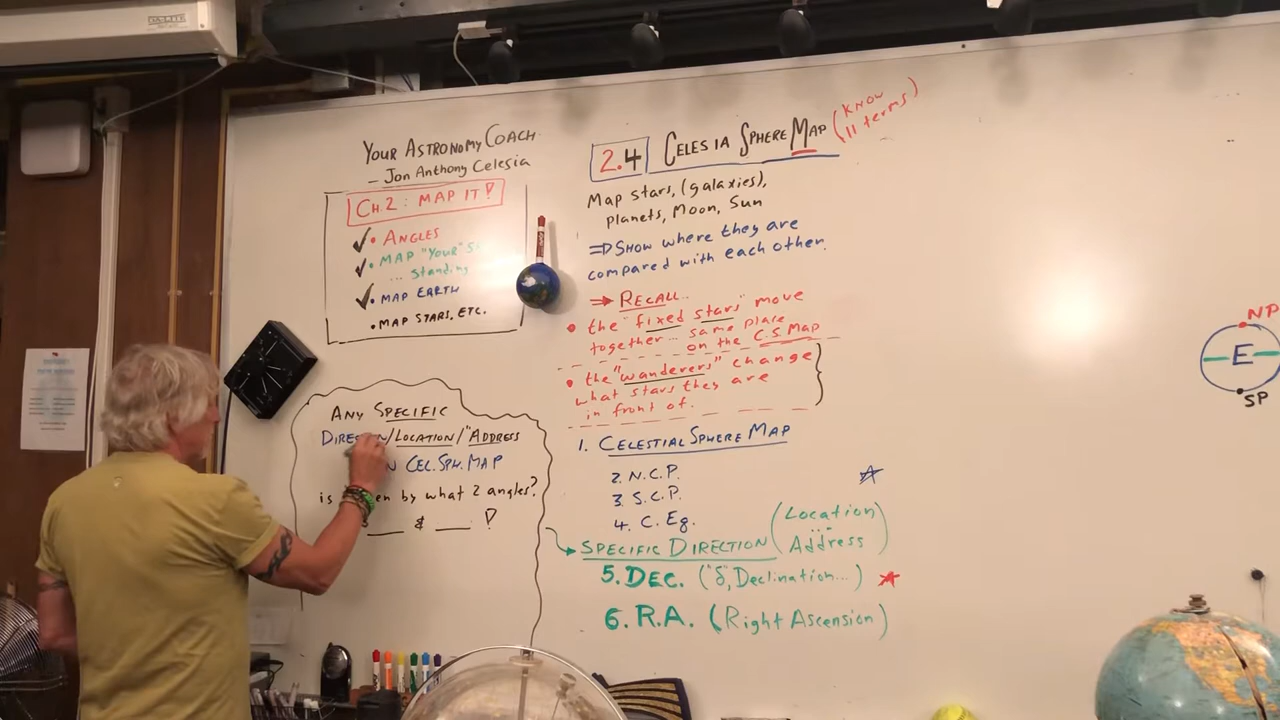 DA-LITE
YOUR ASTRONOMY COACH
– Jon Anthony Celesia
CH.2: MAP IT!
✓ • ANGLES
✓ • MAP "YOUR"
... Standing
✓ • MAP EARTH
• MAP STARS, ETC.
ANY SPECIFIC
/LOCATION/"ADDRESS
CEL. SPH. MAP
is by what 2 angles?
___ & ___ !
2.4 CELESIA SPHERE MAP (KNOW
11 terms)
Map stars, (galaxies),
planets, Moon, Sun
⇒ SHOW where they are
compared with each other.
⇒ RECALL...
• the "fixed stars" move
together... same place
on the C.S. Map
• the "wanderers" change
what stars they are
in front of.
1. CELESTIAL SPHERE MAP
2. N.C.P.
3. S.C.P.
4. C. Eq.
SPECIFIC DIRECTION (Location
... Address)
5. DEC. ("δ", Declination...)
6. R.A. (Right Ascension)
NP
E
SP